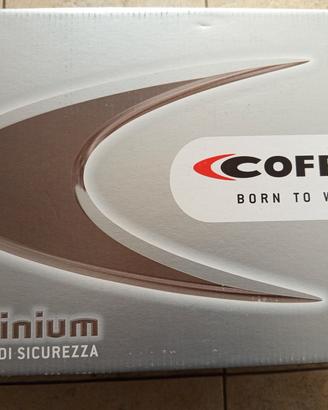 COFF
BORN TO W
inium
DI SICUREZZA